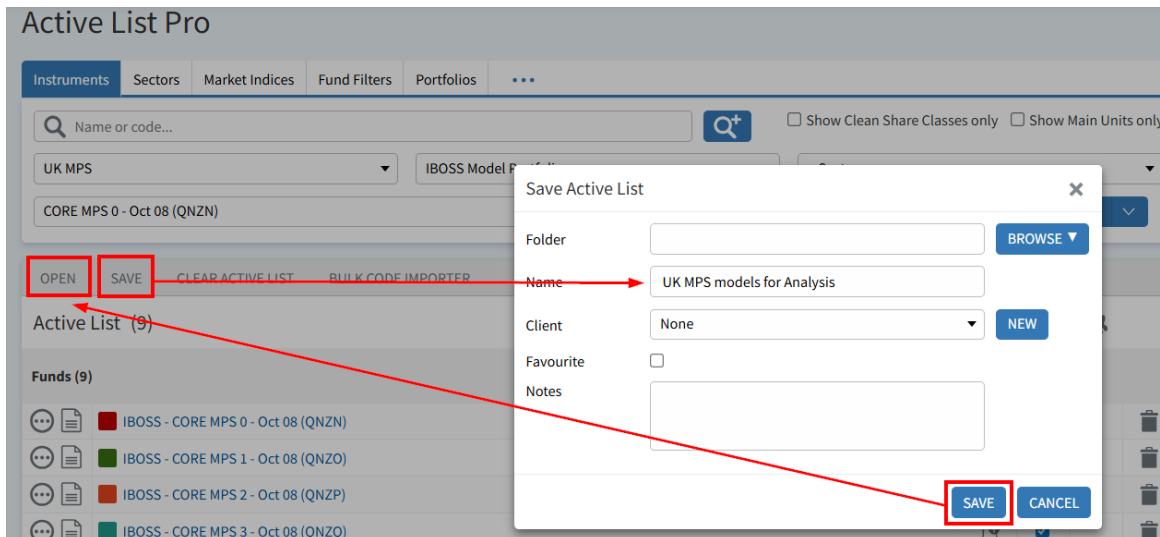 Active List Pro
Instruments Sectors Market Indices Fund Filters Portfolios
Name or code...
Show Clean Share Classes only Show Main Units only
UK MPS
IBOSS Model
CORE MPS 0 - Oct 08 (QNZN)
Save Active List
Folder
BROWSE
OPEN SAVE CLEAR ACTIVE LIST BULK CODE IMPORTER
Name UK MPS models for Analysis
Active List (9)
Client None NEW
Favourite
Funds (9)
Notes
IBOSS - CORE MPS 0 - Oct 08 (QNZN)
IBOSS - CORE MPS 1 - Oct 08 (QNZO)
IBOSS - CORE MPS 2 - Oct 08 (QNZP)
SAVE CANCEL
IBOSS - CORE MPS 3 - Oct 08